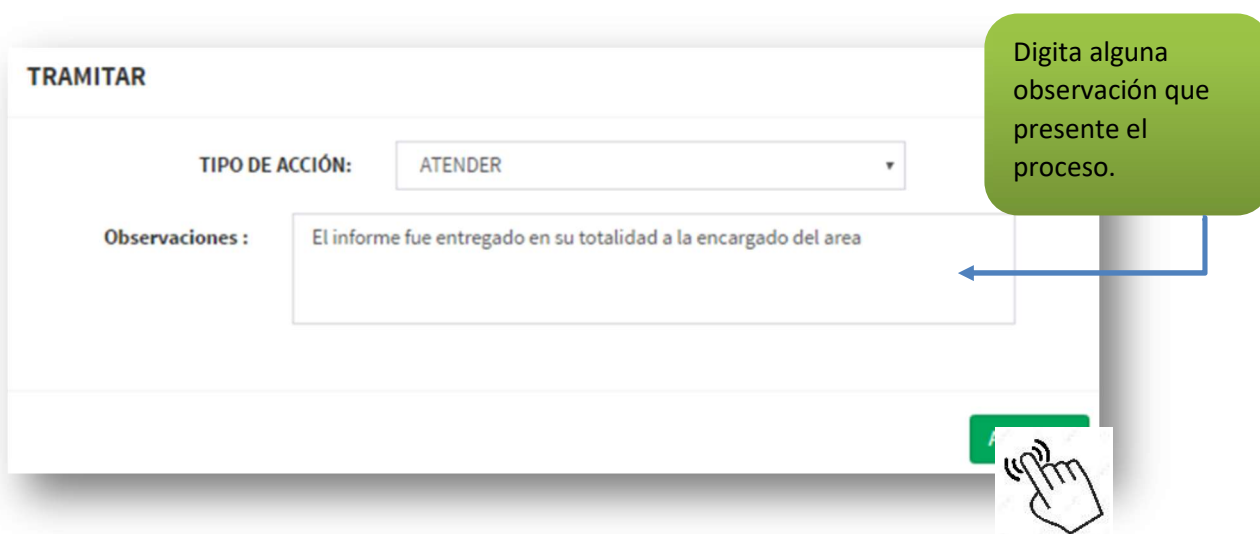 Digita alguna
observación que
presente el
proceso.
TRAMITAR
TIPO DE ACCIÓN:
ATENDER
Observaciones :
El informe fue entregado en su totalidad a la encargado del area